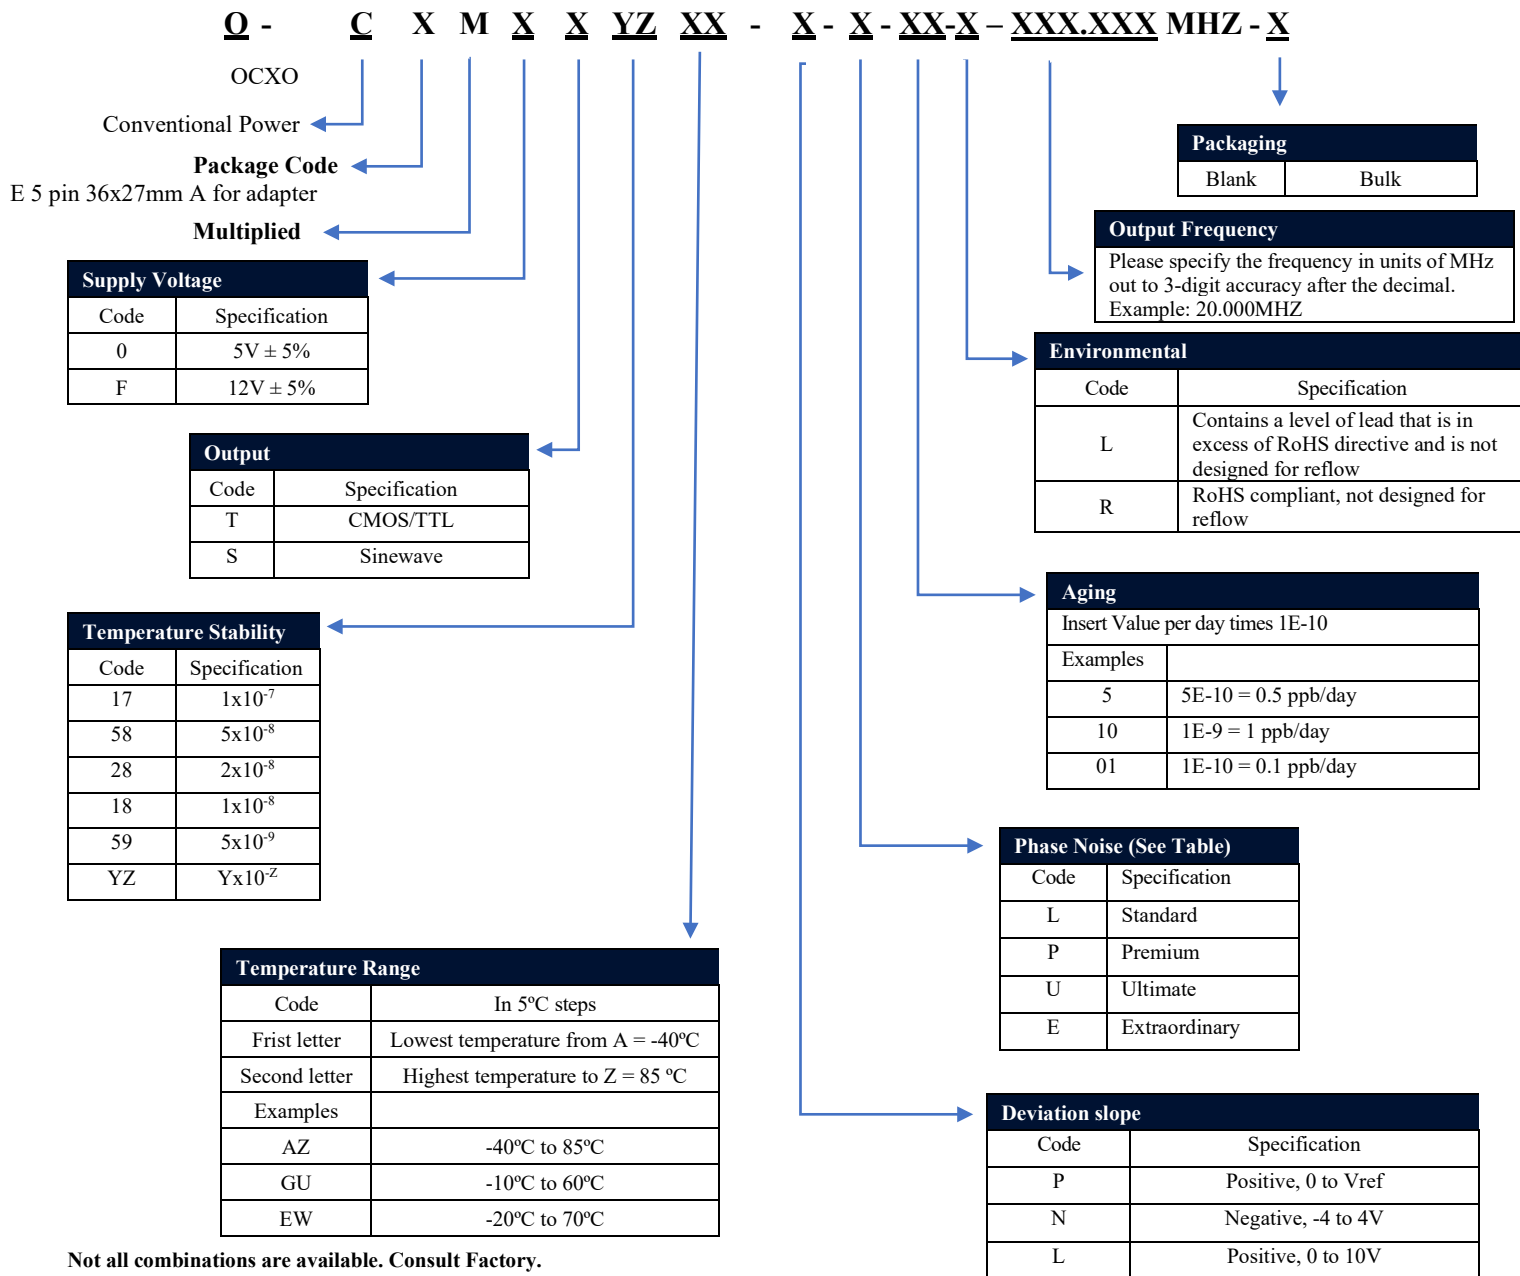 O - C X M X X YZ XX - X - X - XX-X – XXX.XXX MHZ - X
OCXO
Conventional Power
Package Code
E 5 pin 36x27mm A for adapter
Multiplied
Supply Voltage
Code Specification
0 5V ± 5%
F 12V ± 5%
Output
Code Specification
T CMOS/TTL
S Sinewave
Temperature Stability
Code Specification
17 1x10⁻⁷
58 5x10⁻⁸
28 2x10⁻⁸
18 1x10⁻⁸
59 5x10⁻⁹
YZ Yx10⁻ᶻ
Temperature Range
Code In 5ºC steps
Frist letter Lowest temperature from A = -40ºC
Second letter Highest temperature to Z = 85 ºC
Examples
AZ -40ºC to 85ºC
GU -10ºC to 60ºC
EW -20ºC to 70ºC
Not all combinations are available. Consult Factory.
Packaging
Blank Bulk
Output Frequency
Please specify the frequency in units of MHz
out to 3-digit accuracy after the decimal.
Example: 20.000MHZ
Environmental
Code Specification
L Contains a level of lead that is in
excess of RoHS directive and is not
designed for reflow
R RoHS compliant, not designed for
reflow
Aging
Insert Value per day times 1E-10
Examples
5 5E-10 = 0.5 ppb/day
10 1E-9 = 1 ppb/day
01 1E-10 = 0.1 ppb/day
Phase Noise (See Table)
Code Specification
L Standard
P Premium
U Ultimate
E Extraordinary
Deviation slope
Code Specification
P Positive, 0 to Vref
N Negative, -4 to 4V
L Positive, 0 to 10V